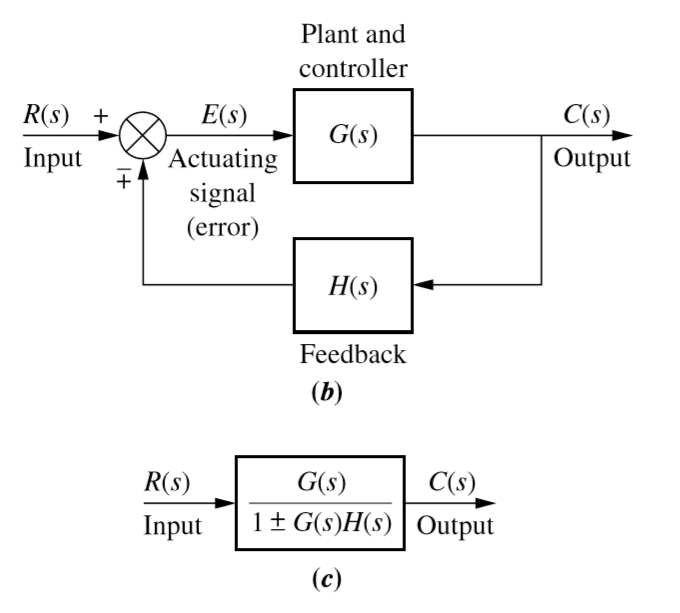 Plant and
controller
R(s) + E(s) G(s) C(s)
Input Actuating Output
∓ signal
(error)
H(s)
Feedback
(b)
R(s) G(s) C(s)
Input 1 ± G(s)H(s) Output
(c)